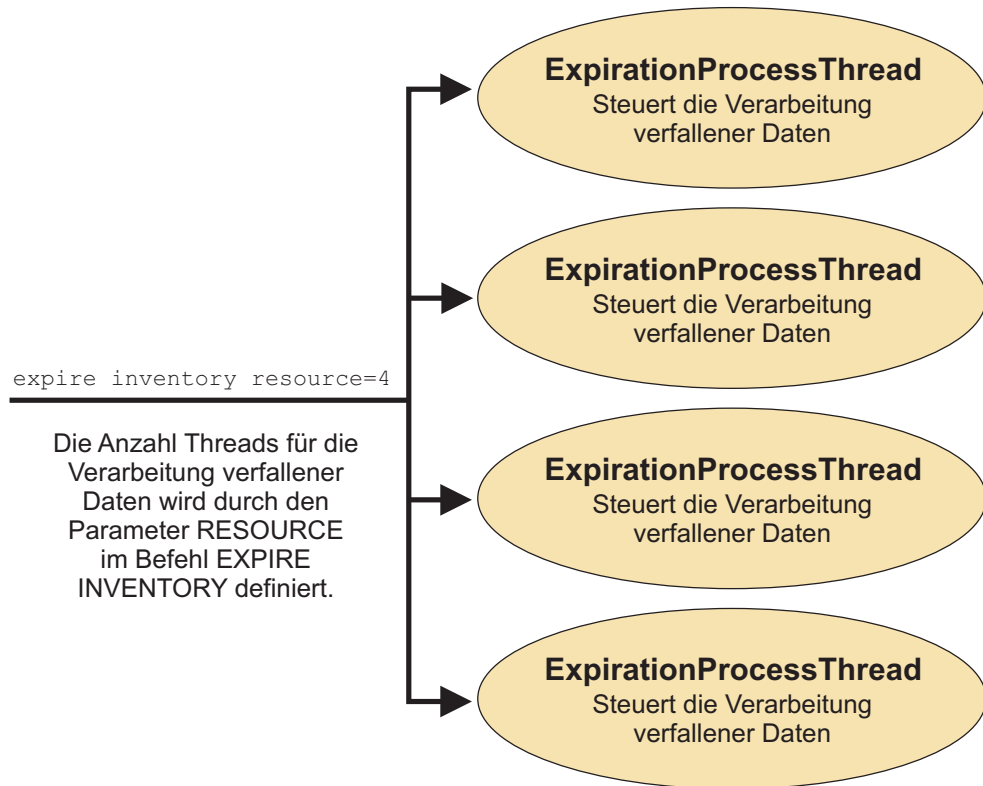 ExpirationProcessThread
Steuert die Verarbeitung
verfallener Daten
ExpirationProcessThread
Steuert die Verarbeitung
verfallener Daten
expire inventory resource=4
Die Anzahl Threads für die
Verarbeitung verfallener
Daten wird durch den
Parameter RESOURCE
im Befehl EXPIRE
INVENTORY definiert.
ExpirationProcessThread
Steuert die Verarbeitung
verfallener Daten
ExpirationProcessThread
Steuert die Verarbeitung
verfallener Daten